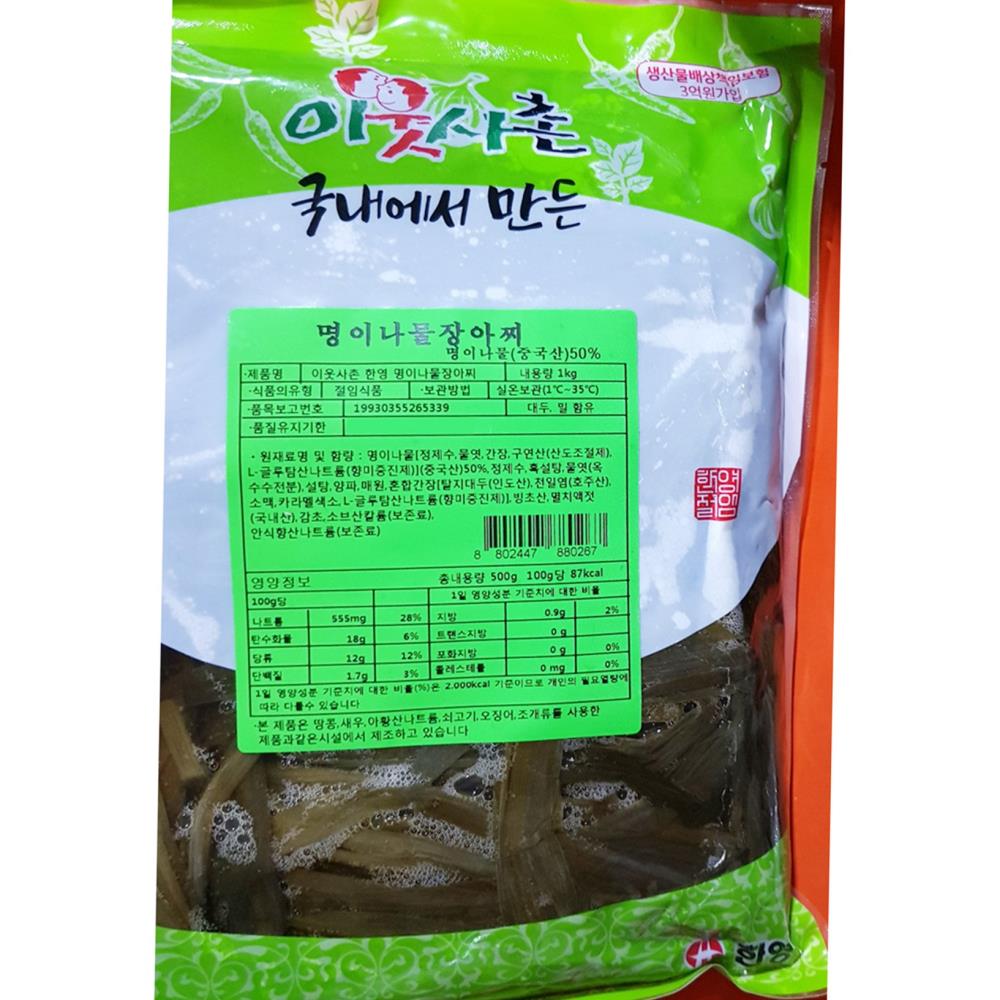 생산물배상책임보험
3억원가입
이웃사촌
국내에서 만든
명이나물장아찌
명이나물(중국산)50%
·제품명 이웃사촌 한영 명이나물장아찌 내용량 1kg
·식품의유형 절임식품 ·보관방법 실온보관(1℃~35℃)
·품목보고번호 19930355265339 대두, 밀 함유
·품질유지기한
·원재료명 및 함량 : 명이나물[정제수,물엿,간장,구연산(산도조절제),
L-글루탐산나트륨(향미증진제)](중국산)50%,정제수,흑설탕,물엿(옥
수수전분),설탕,양파,매원,혼합간장[탈지대두(인도산),천일염(호주산),
소맥,카라멜색소,L-글루탐산나트륨(향미증진제)],빙초산,멸치액젓
(국내산),감초,소브산칼륨(보존료),
안식향산나트륨(보존료)
8 802447 880267
영양정보 총내용량 500g 100g당 87kcal
100g당 1일 영양성분 기준치에 대한 비율
나트륨 555mg 28% 지방 0.9g 2%
탄수화물 18g 6% 트랜스지방 0 g
당류 12g 12% 포화지방 0 g 0%
단백질 1.7g 3% 콜레스테롤 0 mg 0%
1일 영양성분 기준치에 대한 비율(%)은 2,000kcal 기준이므로 개인의 필요열량에
따라 다를수 있습니다
·본 제품은 땅콩,새우,아황산나트륨,쇠고기,오징어,조개류를 사용한
제품과같은시설에서 제조하고 있습니다
한영